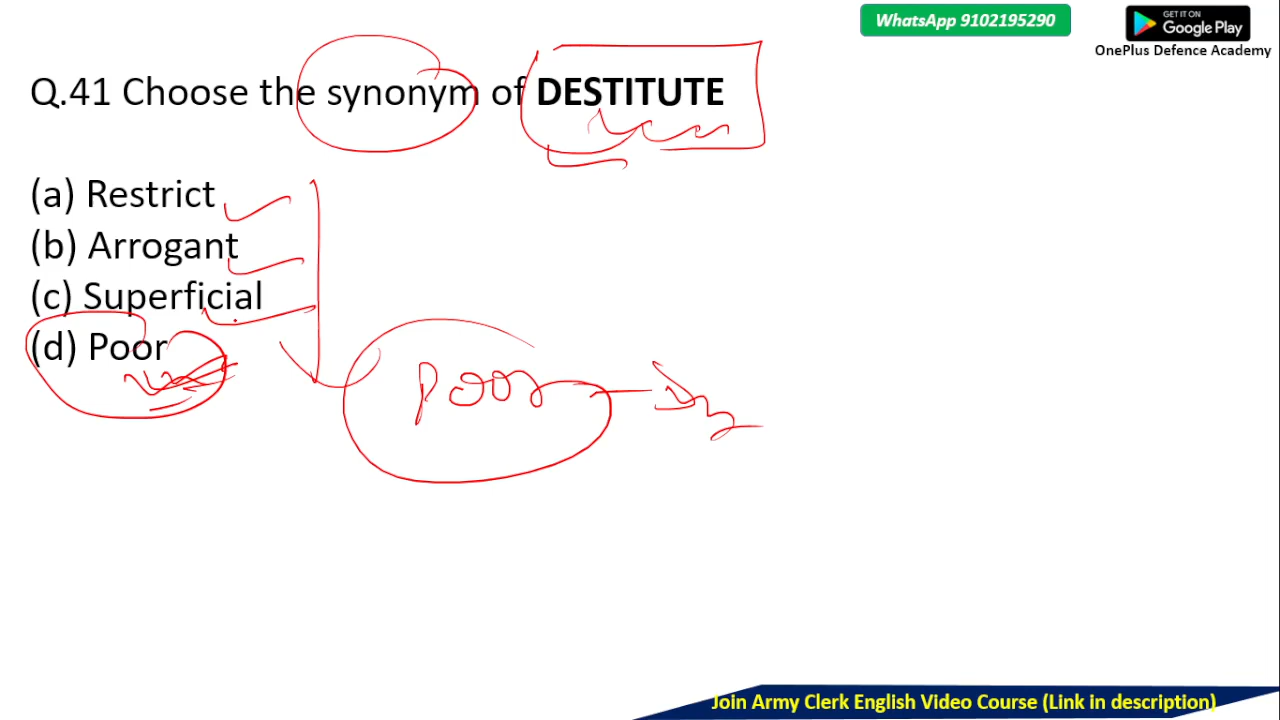 WhatsApp 9102195290
GET IT ON
Google Play
OnePlus Defence Academy
Q.41 Choose the synonym of DESTITUTE
(a) Restrict
(b) Arrogant
(c) Superficial
(d) Poor
Poor
Join Army Clerk English Video Course (Link in description)